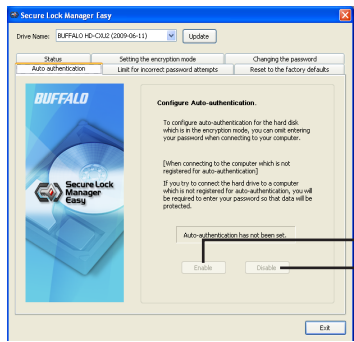 Secure Lock Manager Easy
Drive Name: BUFFALO HD-CXU2 (2009-06-11) Update
Status Setting the encryption mode Changing the password
Auto authentication Limit for incorrect password attempts Reset to the factory defaults
BUFFALO
Secure Lock
Manager
Easy
Configure Auto-authentication.
To configure auto-authentication for the hard disk
which is in the encryption mode, you can omit entering
your password when connecting to your computer.
[When connecting to the computer which is not
registered for auto-authentication]
If you try to connect the hard drive to a computer
which is not registered for auto-authentication, you will
be required to enter your password so that data will be
protected.
Auto-authentication has not been set.
Enable Disable
Exit